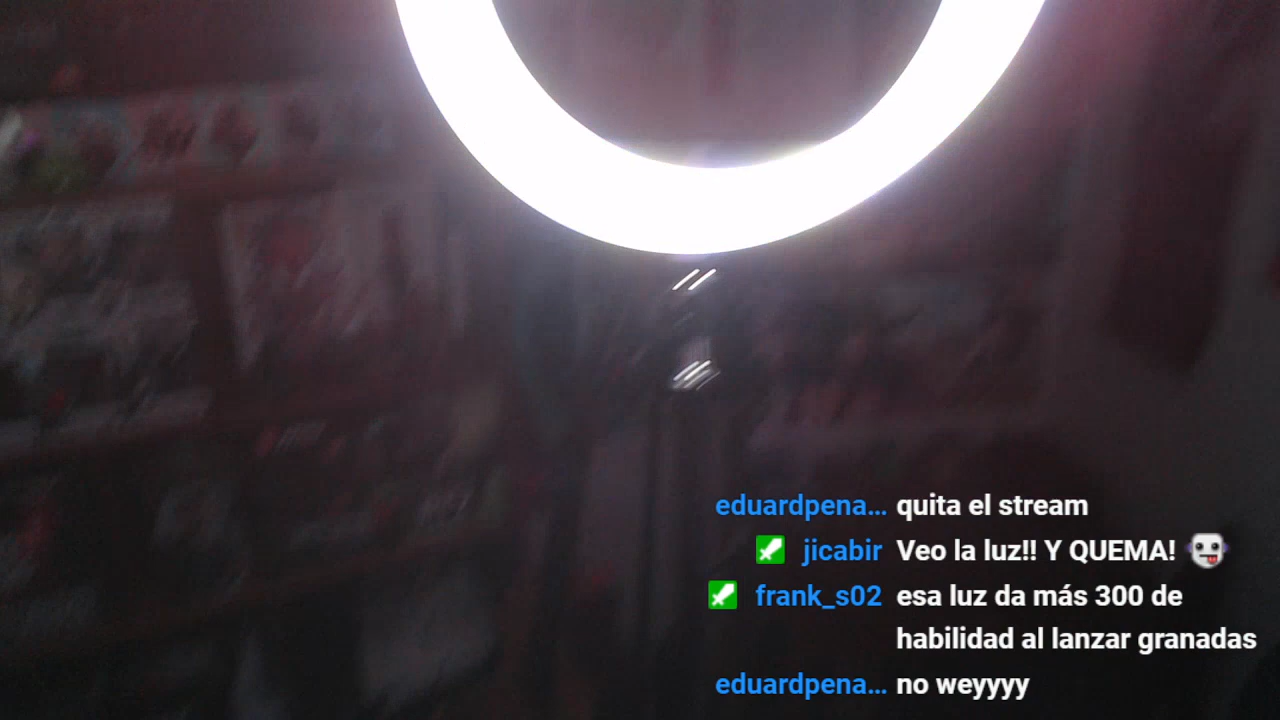 eduardpena... quita el stream
jicabir Veo la luz!! Y QUEMA!
frank_s02 esa luz da más 300 de
habilidad al lanzar granadas
eduardpena... no weyyyy